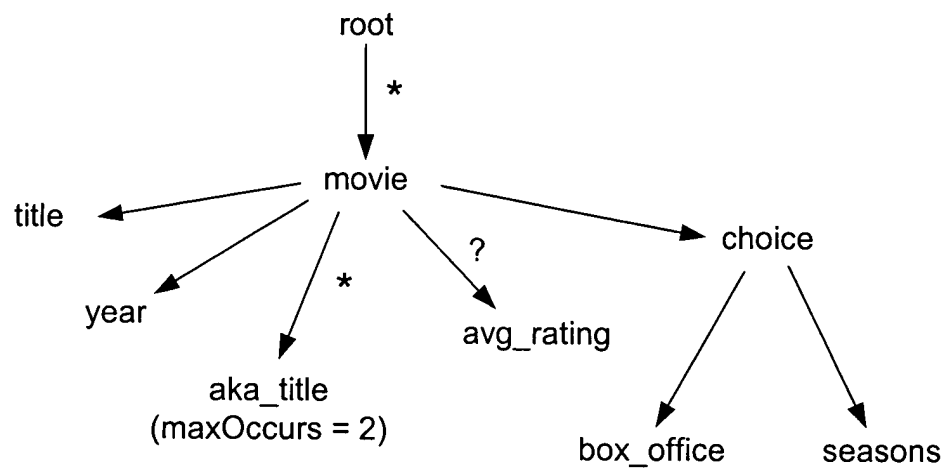 root
*
movie
title
choice
?
year
*
avg_rating
aka_title
(maxOccurs = 2)
box_office
seasons